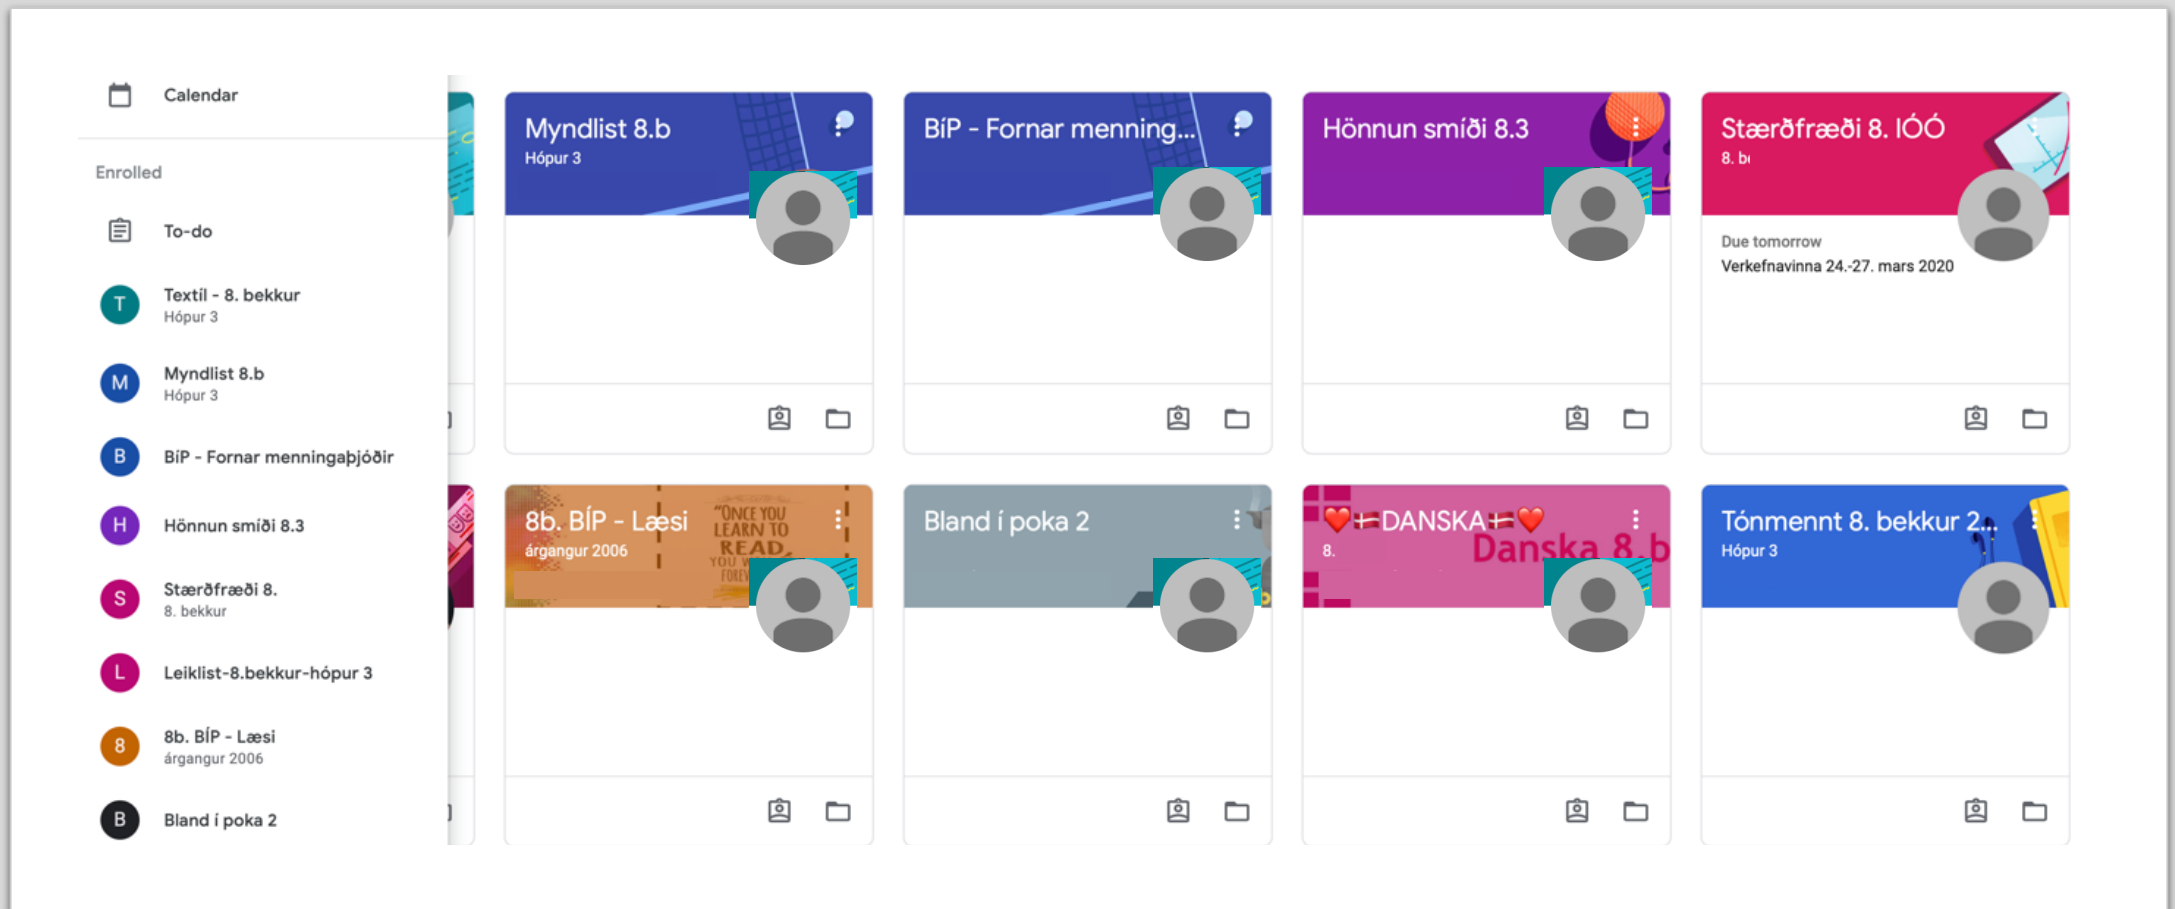 Calendar
Enrolled
To-do
T
Textíl - 8. bekkur
Hópur 3
M
Myndlist 8.b
Hópur 3
B
BíP - Fornar menningaþjóðir
H
Hönnun smíði 8.3
S
Stærðfræði 8.
8. bekkur
L
Leiklist-8.bekkur-hópur 3
8
8b. BÍP - Læsi
árgangur 2006
B
Bland í poka 2
Myndlist 8.b
Hópur 3
BíP - Fornar menning...
Hönnun smíði 8.3
Stærðfræði 8. IÓÓ
8. be
Due tomorrow
Verkefnavinna 24.-27. mars 2020
8b. BÍP - Læsi
árgangur 2006
"ONCE YOU
LEARN TO
READ,
YOU
Bland í poka 2
❤️🇩🇰DANSKA🇩🇰❤️
8.
Danska 8.b
Tónmennt 8. bekkur 2...
Hópur 3